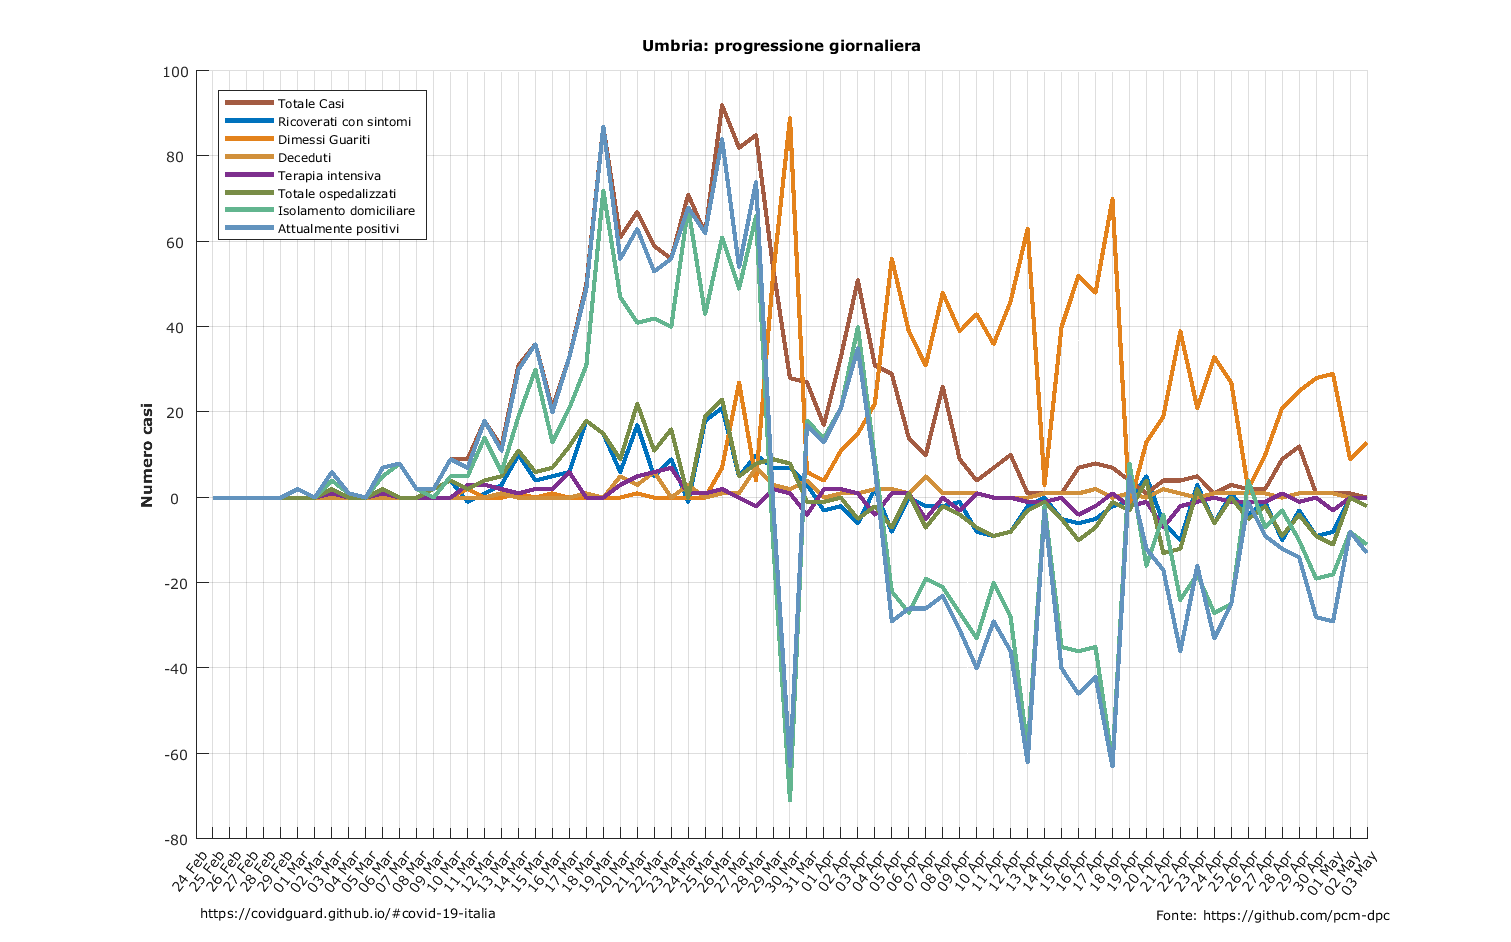 Umbria: progressione giornaliera
Numero casi
100
80
60
40
20
0
-20
-40
-60
-80
Totale Casi
Ricoverati con sintomi
Dimessi Guariti
Deceduti
Terapia intensiva
Totale ospedalizzati
Isolamento domiciliare
Attualmente positivi
24 Feb
25 Feb
26 Feb
27 Feb
28 Feb
29 Feb
01 Mar
02 Mar
03 Mar
04 Mar
05 Mar
06 Mar
07 Mar
08 Mar
09 Mar
10 Mar
11 Mar
12 Mar
13 Mar
14 Mar
15 Mar
16 Mar
17 Mar
18 Mar
19 Mar
20 Mar
21 Mar
22 Mar
23 Mar
24 Mar
25 Mar
26 Mar
27 Mar
28 Mar
29 Mar
30 Mar
31 Mar
01 Apr
02 Apr
03 Apr
04 Apr
05 Apr
06 Apr
07 Apr
08 Apr
09 Apr
10 Apr
11 Apr
12 Apr
13 Apr
14 Apr
15 Apr
16 Apr
17 Apr
18 Apr
19 Apr
20 Apr
21 Apr
22 Apr
23 Apr
24 Apr
25 Apr
26 Apr
27 Apr
28 Apr
29 Apr
30 Apr
01 May
02 May
03 May
https://covidguard.github.io/#covid-19-italia
Fonte: https://github.com/pcm-dpc